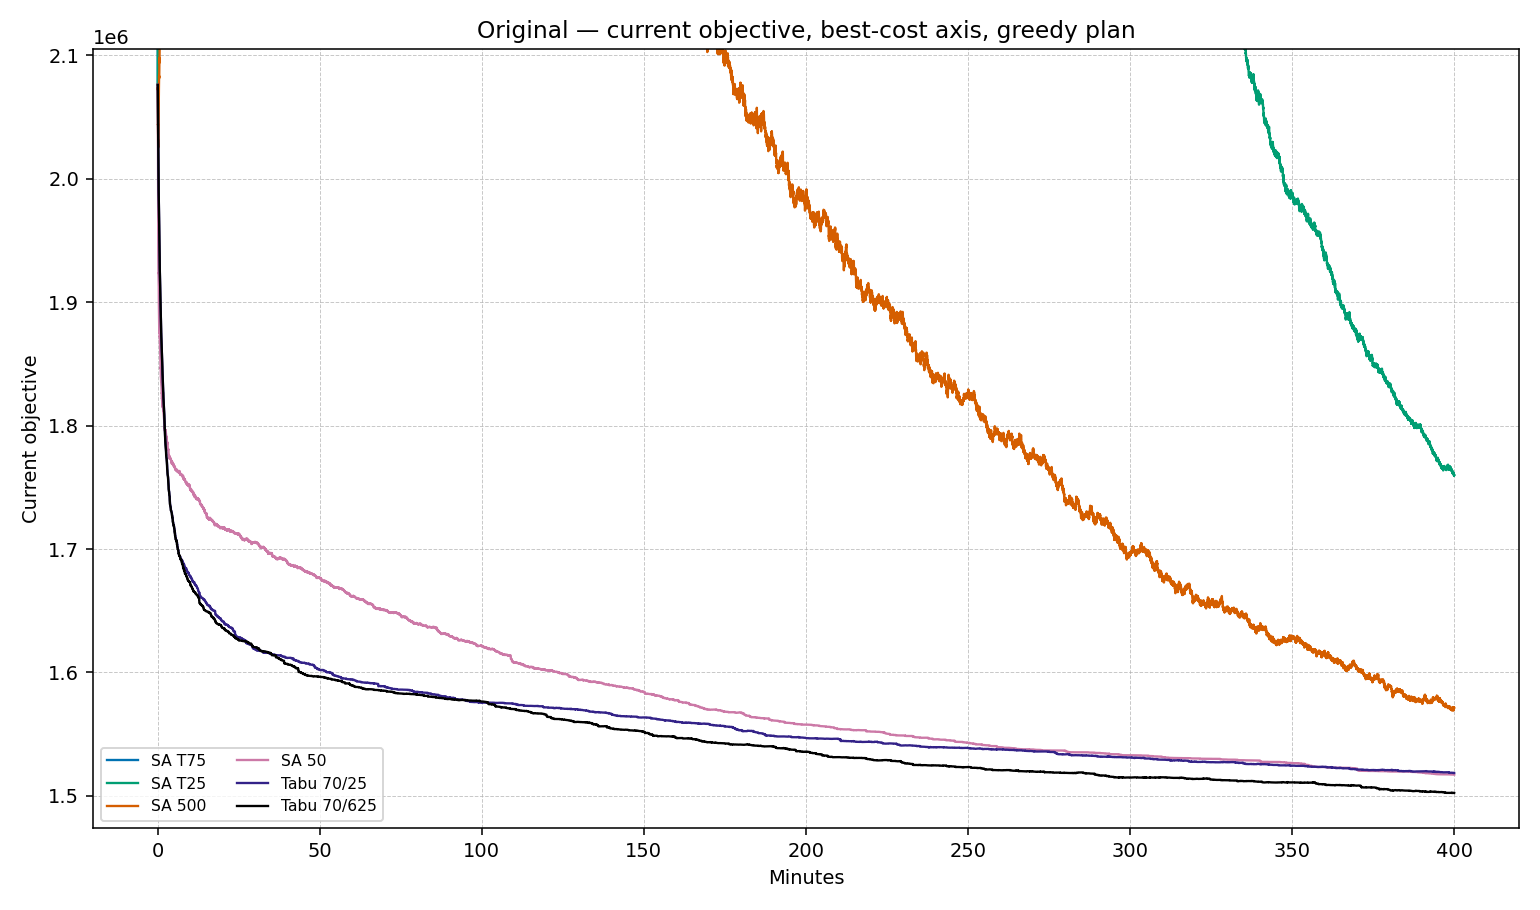 Original — current objective, best-cost axis, greedy plan
1e6
2.1
2.0
1.9
1.8
1.7
1.6
1.5
Current objective
SA T75
SA T25
SA 500
SA 50
Tabu 70/25
Tabu 70/625
0 50 100 150 200 250 300 350 400
Minutes